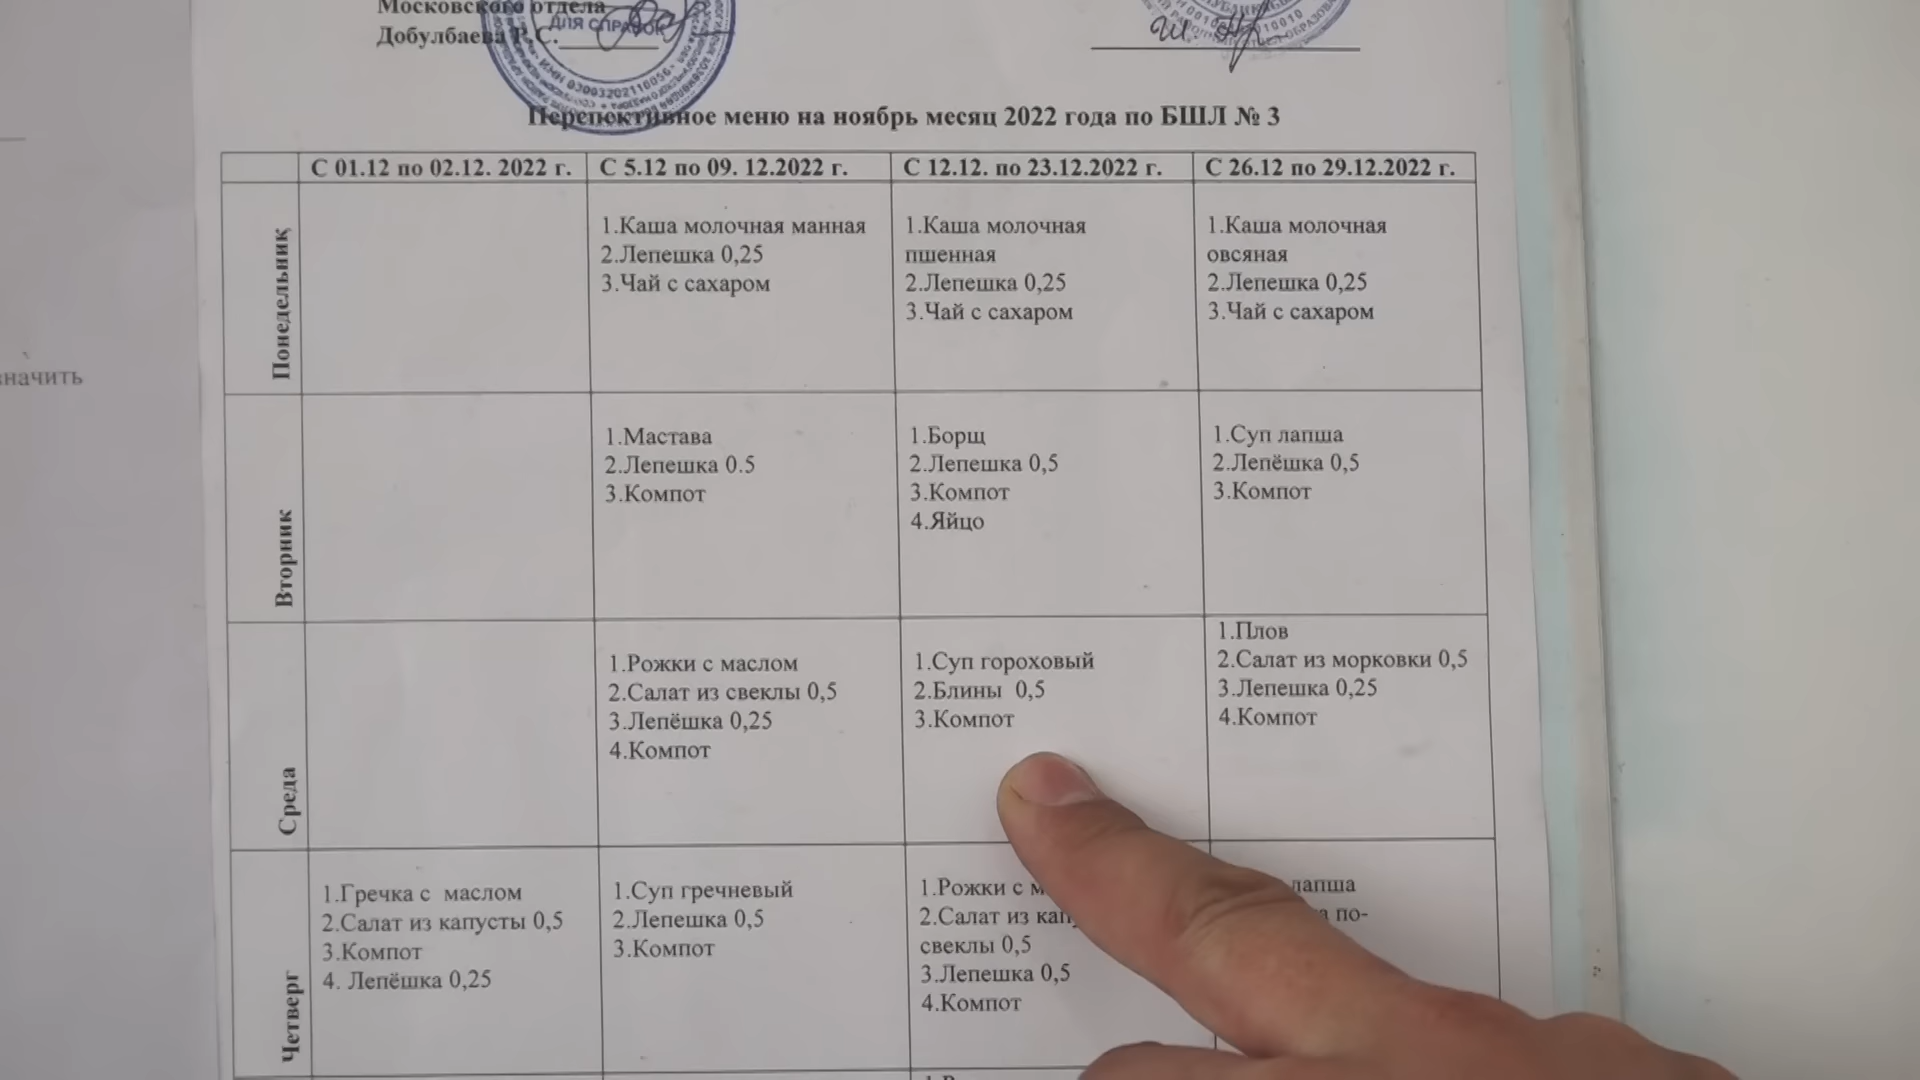 Московского отдела
Добулбаева Р.С.
ДЛЯ СПРАВОК
ИНН 03009320211005
Перепективное меню на ноябрь месяц 2022 года по БШЛ № 3
С 01.12 по 02.12. 2022 г.
С 5.12 по 09. 12.2022 г.
С 12.12. по 23.12.2022 г.
С 26.12 по 29.12.2022 г.
Понедельник
1.Каша молочная манная
2.Лепешка 0,25
3.Чай с сахаром
1.Каша молочная
пшенная
2.Лепешка 0,25
3.Чай с сахаром
1.Каша молочная
овсяная
2.Лепешка 0,25
3.Чай с сахаром
начить
Вторник
1.Мастава
2.Лепешка 0.5
3.Компот
1.Борщ
2.Лепешка 0,5
3.Компот
4.Яйцо
1.Суп лапша
2.Лепёшка 0,5
3.Компот
Среда
1.Рожки с маслом
2.Салат из свеклы 0,5
3.Лепёшка 0,25
4.Компот
1.Суп гороховый
2.Блины 0,5
3.Компот
1.Плов
2.Салат из морковки 0,5
3.Лепешка 0,25
4.Компот
Четверг
1.Гречка с маслом
2.Салат из капусты 0,5
3.Компот
4. Лепёшка 0,25
1.Суп гречневый
2.Лепешка 0,5
3.Компот
1.Рожки с м
2.Салат из кап
свеклы 0,5
3.Лепешка 0,5
4.Компот
лапша
по-